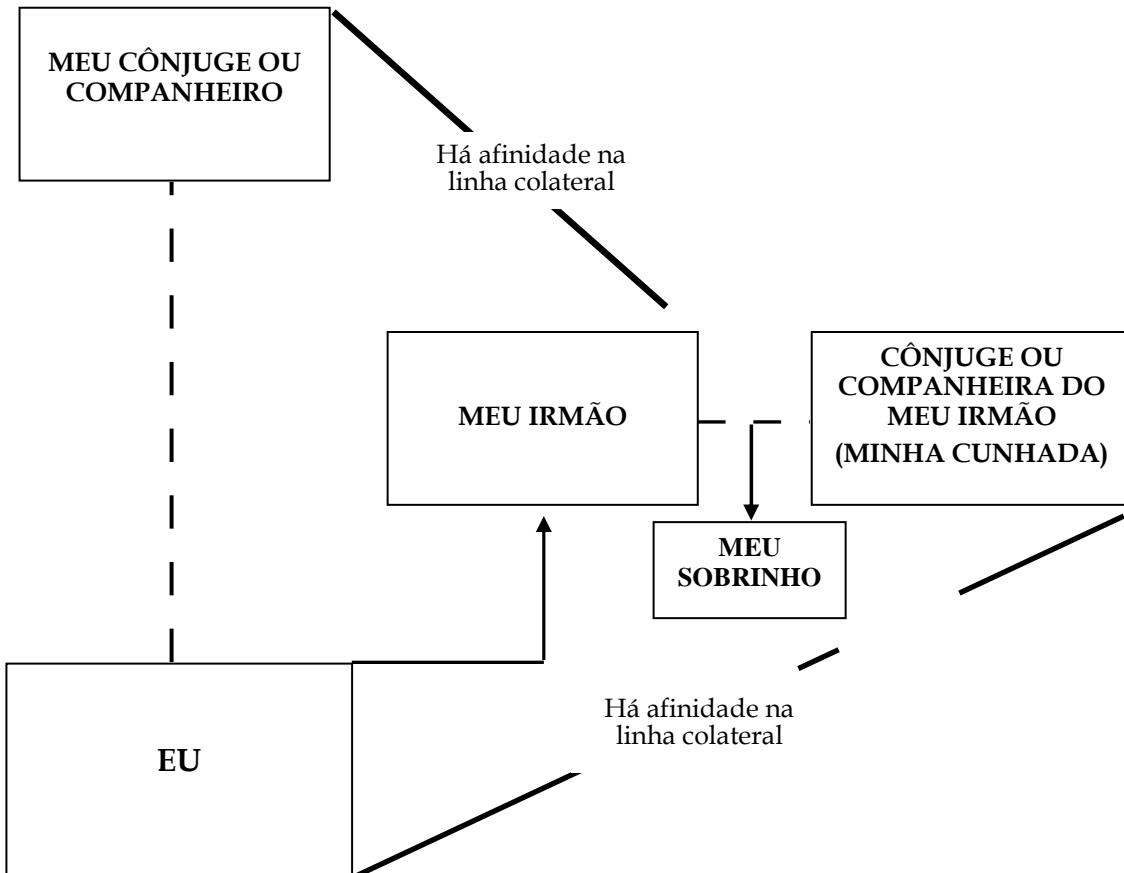 MEU CÔNJUGE OU
COMPANHEIRO
Há afinidade na
linha colateral
MEU IRMÃO
CÔNJUGE OU
COMPANHEIRA DO
MEU IRMÃO
(MINHA CUNHADA)
MEU
SOBRINHO
EU
Há afinidade na
linha colateral